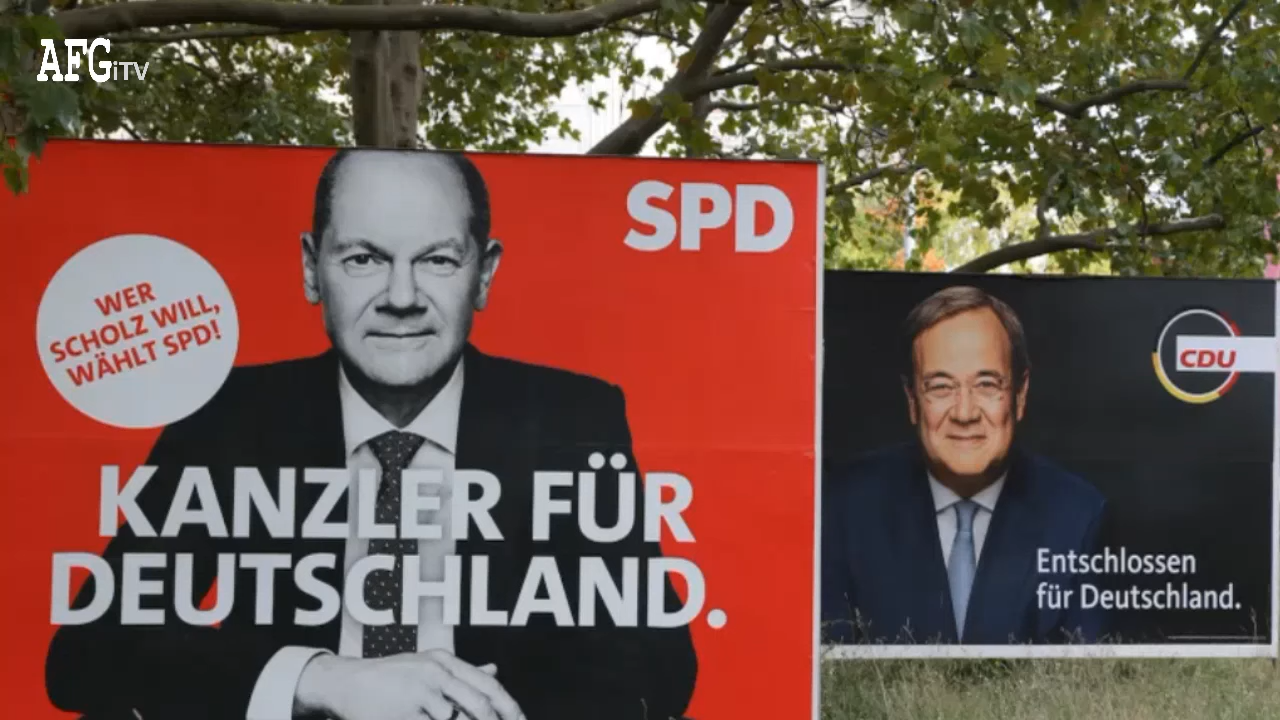 AFGiTV
SPD
WER
SCHOLZ WILL,
WÄHLT SPD!
KANZLER FÜR
DEUTSCHLAND.
CDU
Entschlossen
für Deutschland.